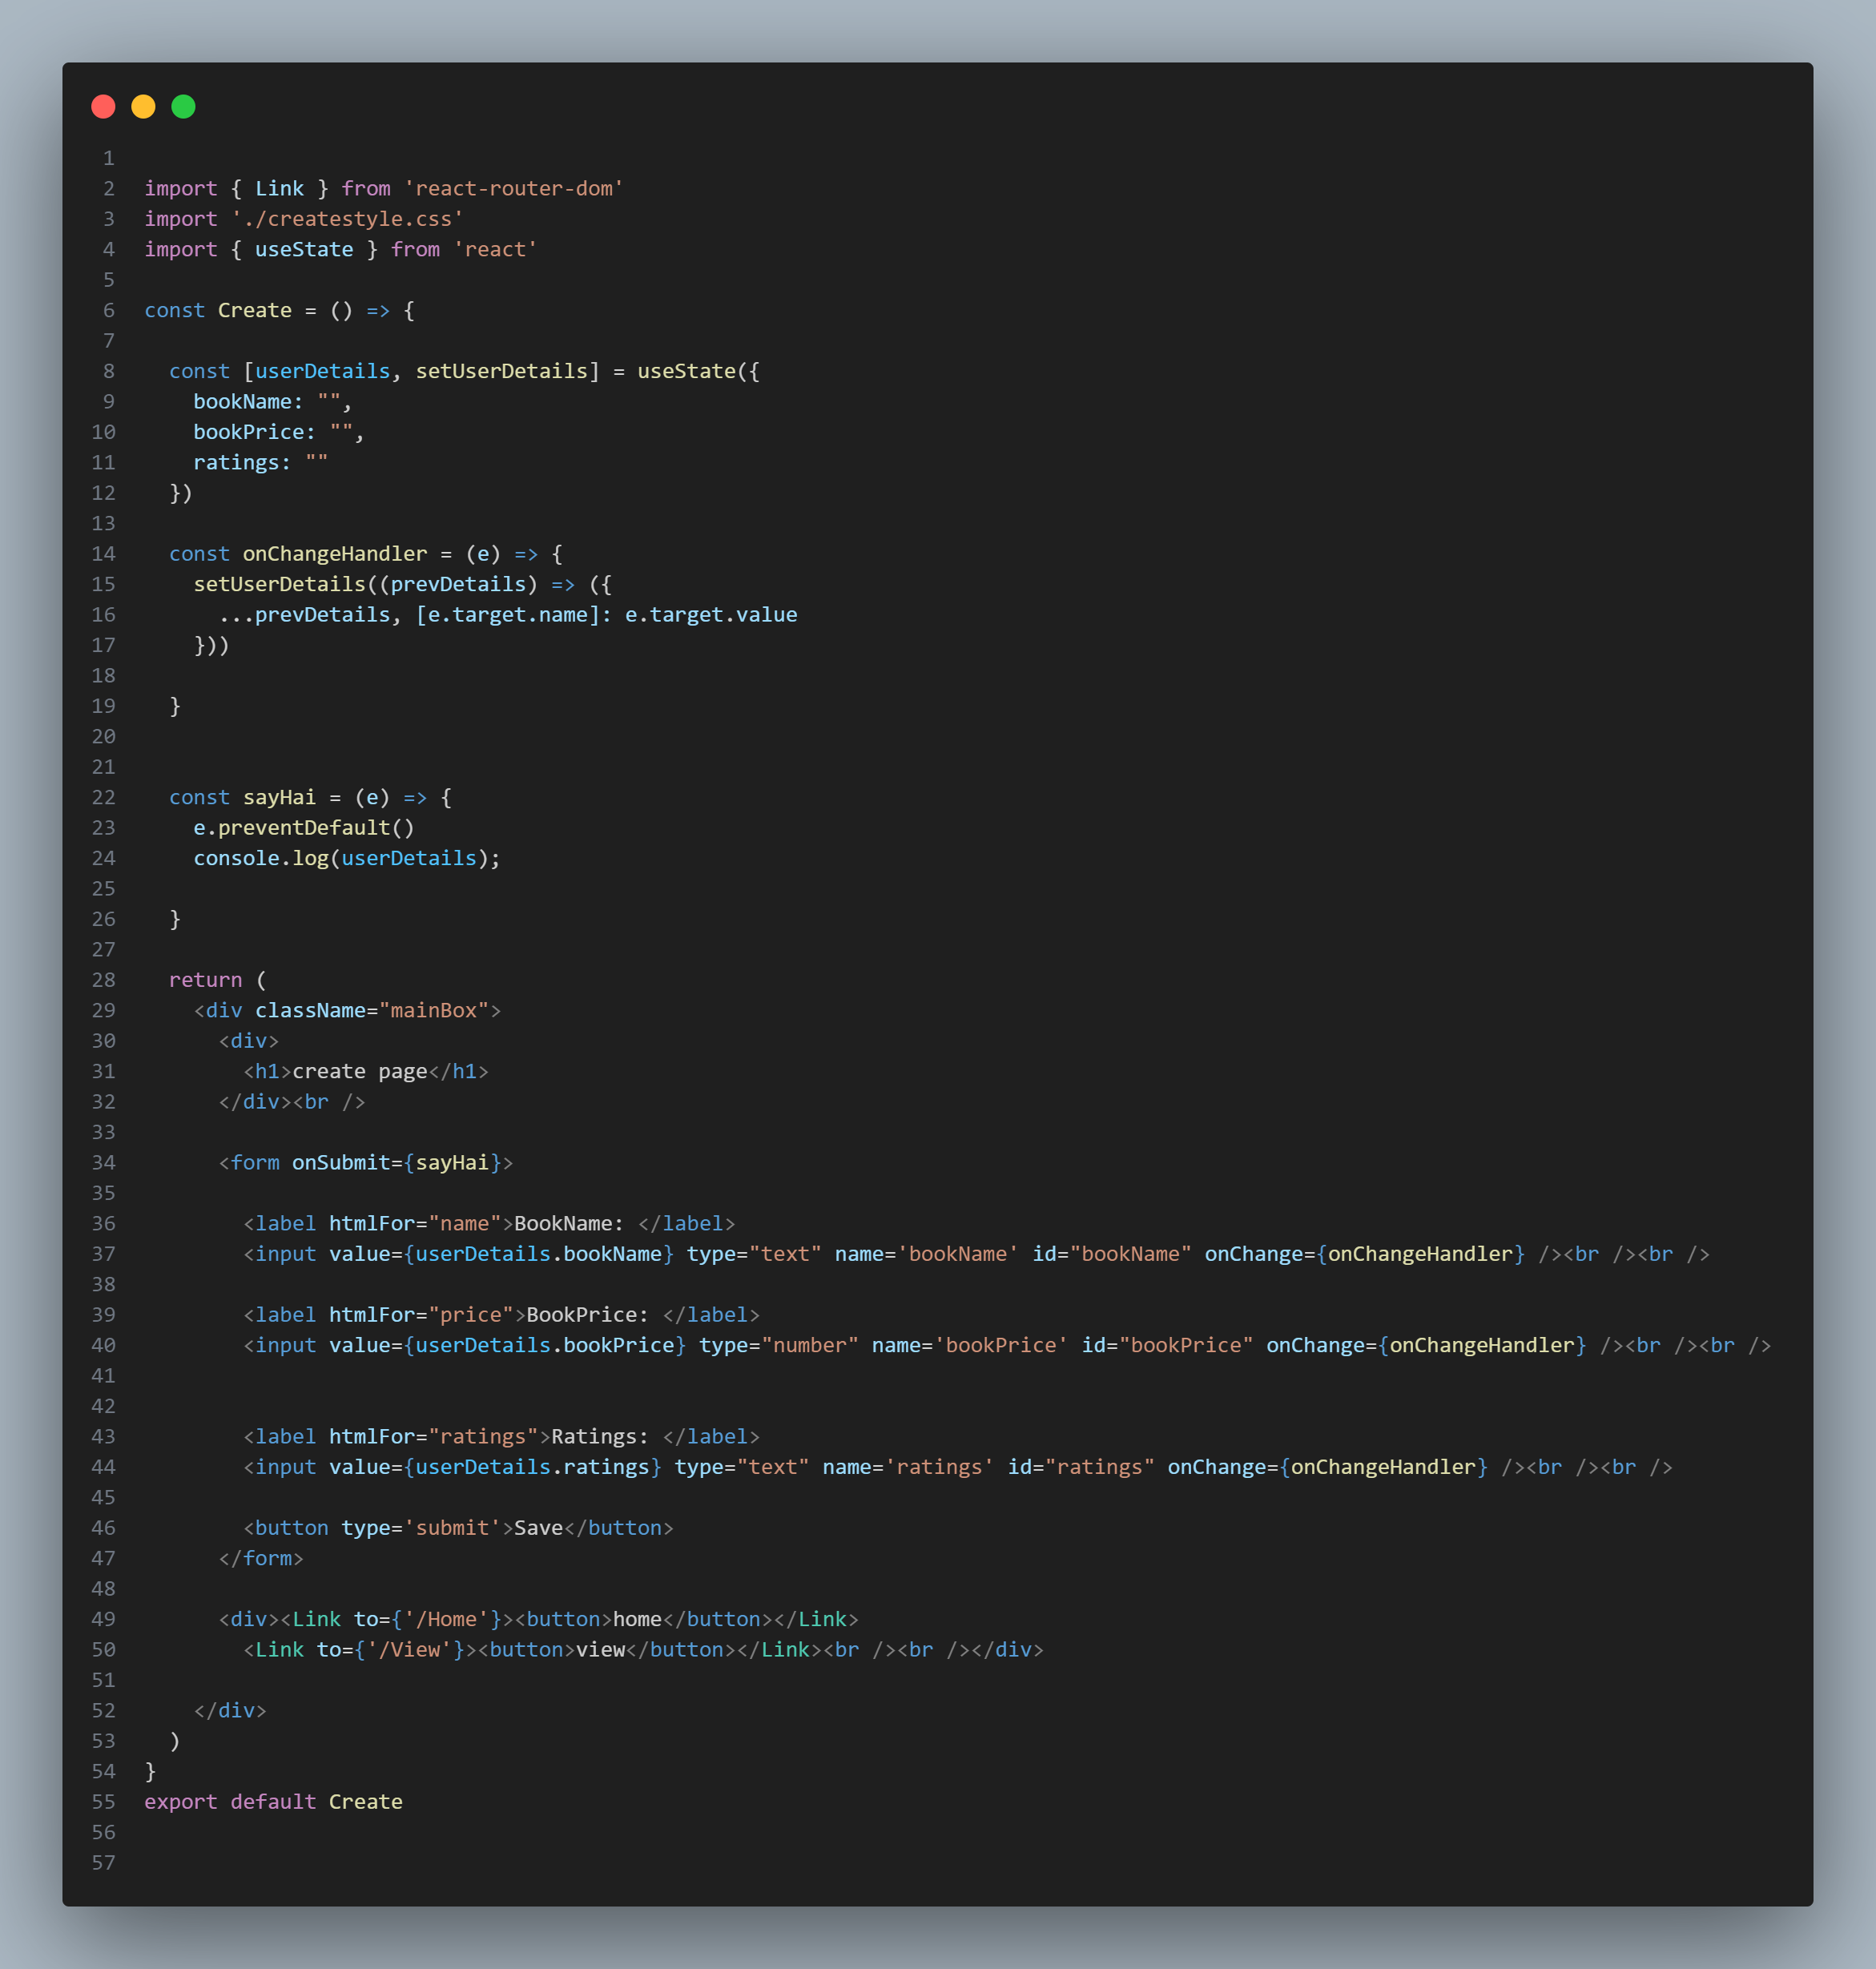 1
2 import { Link } from 'react-router-dom'
3 import './createstyle.css'
4 import { useState } from 'react'
5
6 const Create = () => {
7
8   const [userDetails, setUserDetails] = useState({
9     bookName: "",
10     bookPrice: "",
11     ratings: ""
12   })
13
14   const onChangeHandler = (e) => {
15     setUserDetails((prevDetails) => ({
16       ...prevDetails, [e.target.name]: e.target.value
17     }))
18
19   }
20
21
22   const sayHai = (e) => {
23     e.preventDefault()
24     console.log(userDetails);
25
26   }
27
28   return (
29     <div className="mainBox">
30       <div>
31         <h1>create page</h1>
32       </div><br />
33
34       <form onSubmit={sayHai}>
35
36         <label htmlFor="name">BookName: </label>
37         <input value={userDetails.bookName} type="text" name='bookName' id="bookName" onChange={onChangeHandler} /><br /><br />
38
39         <label htmlFor="price">BookPrice: </label>
40         <input value={userDetails.bookPrice} type="number" name='bookPrice' id="bookPrice" onChange={onChangeHandler} /><br /><br />
41
42
43         <label htmlFor="ratings">Ratings: </label>
44         <input value={userDetails.ratings} type="text" name='ratings' id="ratings" onChange={onChangeHandler} /><br /><br />
45
46         <button type='submit'>Save</button>
47       </form>
48
49       <div><Link to={'/Home'}><button>home</button></Link>
50         <Link to={'/View'}><button>view</button></Link><br /><br /></div>
51
52     </div>
53   )
54 }
55 export default Create
56
57